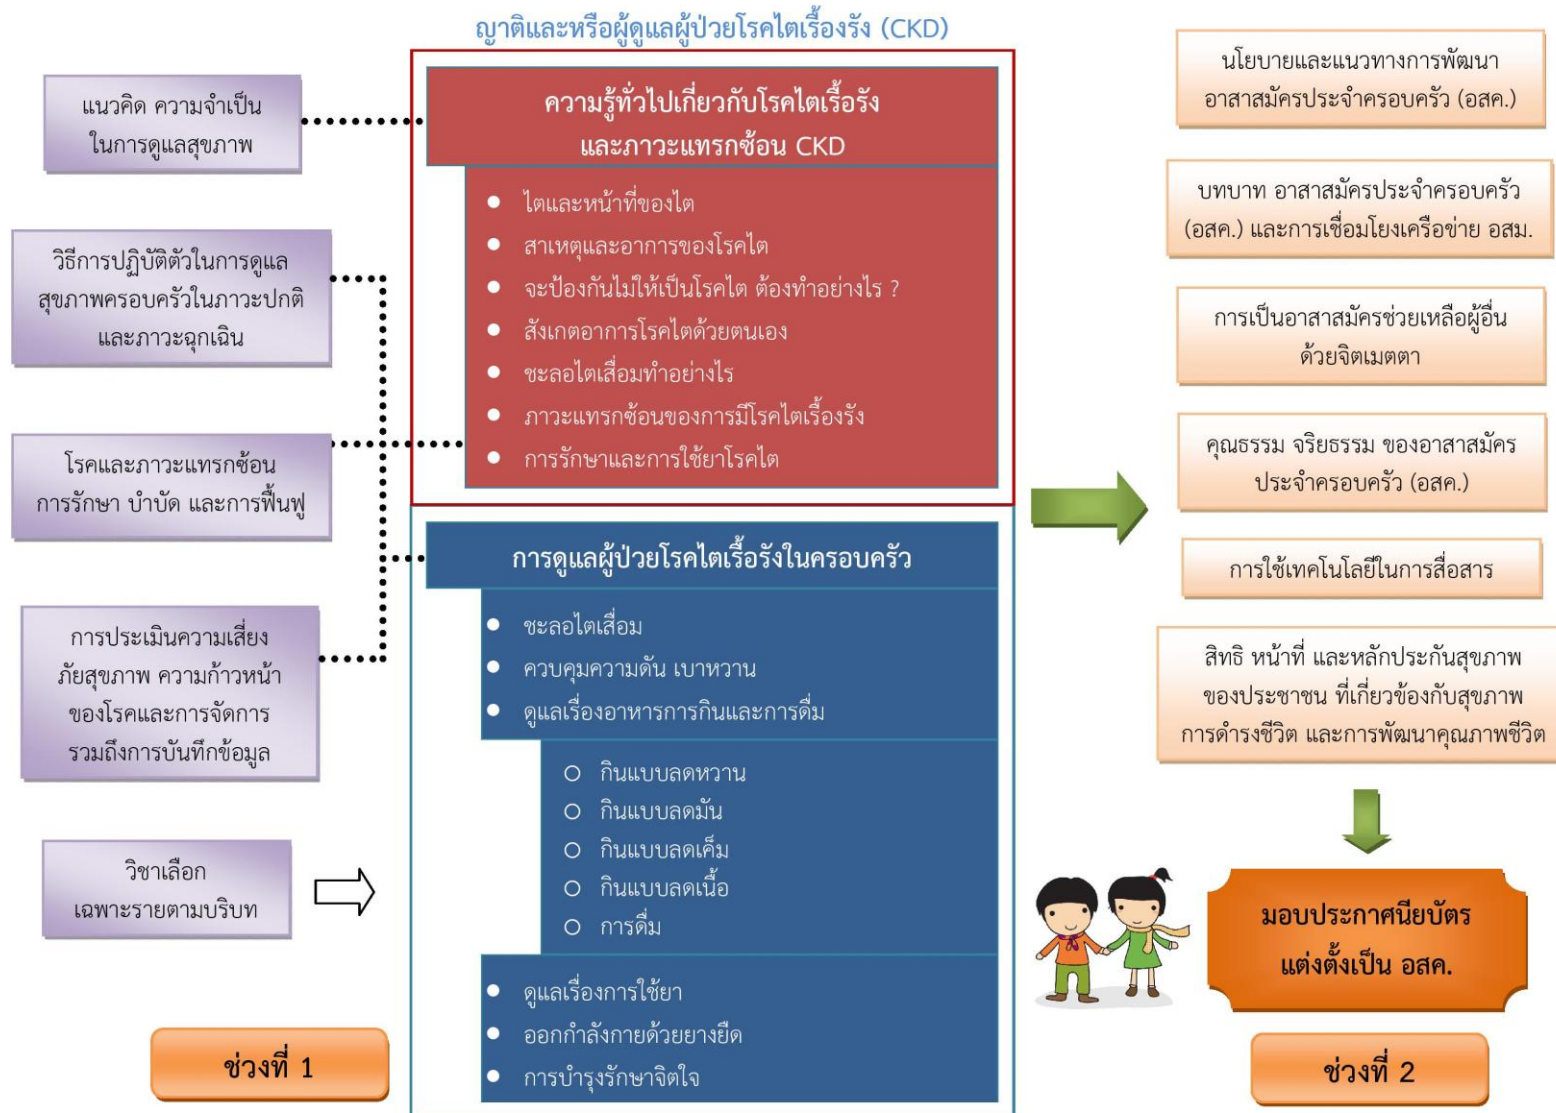 ญาติและหรือผู้ดูแลผู้ป่วยโรคไตเรื้อรัง (CKD)
แนวคิด ความจำเป็น
ในการดูแลสุขภาพ
วิธีการปฏิบัติตัวในการดูแล
สุขภาพครอบครัวในภาวะปกติ
และภาวะฉุกเฉิน
โรคและภาวะแทรกซ้อน
การรักษา บำบัด และการฟื้นฟู
การประเมินความเสี่ยง
ภัยสุขภาพ ความก้าวหน้า
ของโรคและการจัดการ
รวมถึงการบันทึกข้อมูล
วิชาเลือก
เฉพาะรายตามบริบท
ช่วงที่ 1
ความรู้ทั่วไปเกี่ยวกับโรคไตเรื้อรัง
และภาวะแทรกซ้อน CKD
• ไตและหน้าที่ของไต
• สาเหตุและอาการของโรคไต
• จะป้องกันไม่ให้เป็นโรคไต ต้องทำอย่างไร ?
• สังเกตอาการโรคไตด้วยตนเอง
• ชะลอไตเสื่อมทำอย่างไร
• ภาวะแทรกซ้อนของการมีโรคไตเรื้อรัง
• การรักษาและการใช้ยาโรคไต
การดูแลผู้ป่วยโรคไตเรื้อรังในครอบครัว
• ชะลอไตเสื่อม
• ควบคุมความดัน เบาหวาน
• ดูแลเรื่องอาหารการกินและการดื่ม
o กินแบบลดหวาน
o กินแบบลดมัน
o กินแบบลดเค็ม
o กินแบบลดเนื้อ
o การดื่ม
• ดูแลเรื่องการใช้ยา
• ออกกำลังกายด้วยยางยืด
• การบำรุงรักษาจิตใจ
นโยบายและแนวทางการพัฒนา
อาสาสมัครประจำครอบครัว (อสค.)
บทบาท อาสาสมัครประจำครอบครัว
(อสค.) และการเชื่อมโยงเครือข่าย อสม.
การเป็นอาสาสมัครช่วยเหลือผู้อื่น
ด้วยจิตเมตตา
คุณธรรม จริยธรรม ของอาสาสมัคร
ประจำครอบครัว (อสค.)
การใช้เทคโนโลยีในการสื่อสาร
สิทธิ หน้าที่ และหลักประกันสุขภาพ
ของประชาชน ที่เกี่ยวข้องกับสุขภาพ
การดำรงชีวิต และการพัฒนาคุณภาพชีวิต
มอบประกาศนียบัตร
แต่งตั้งเป็น อสค.
ช่วงที่ 2